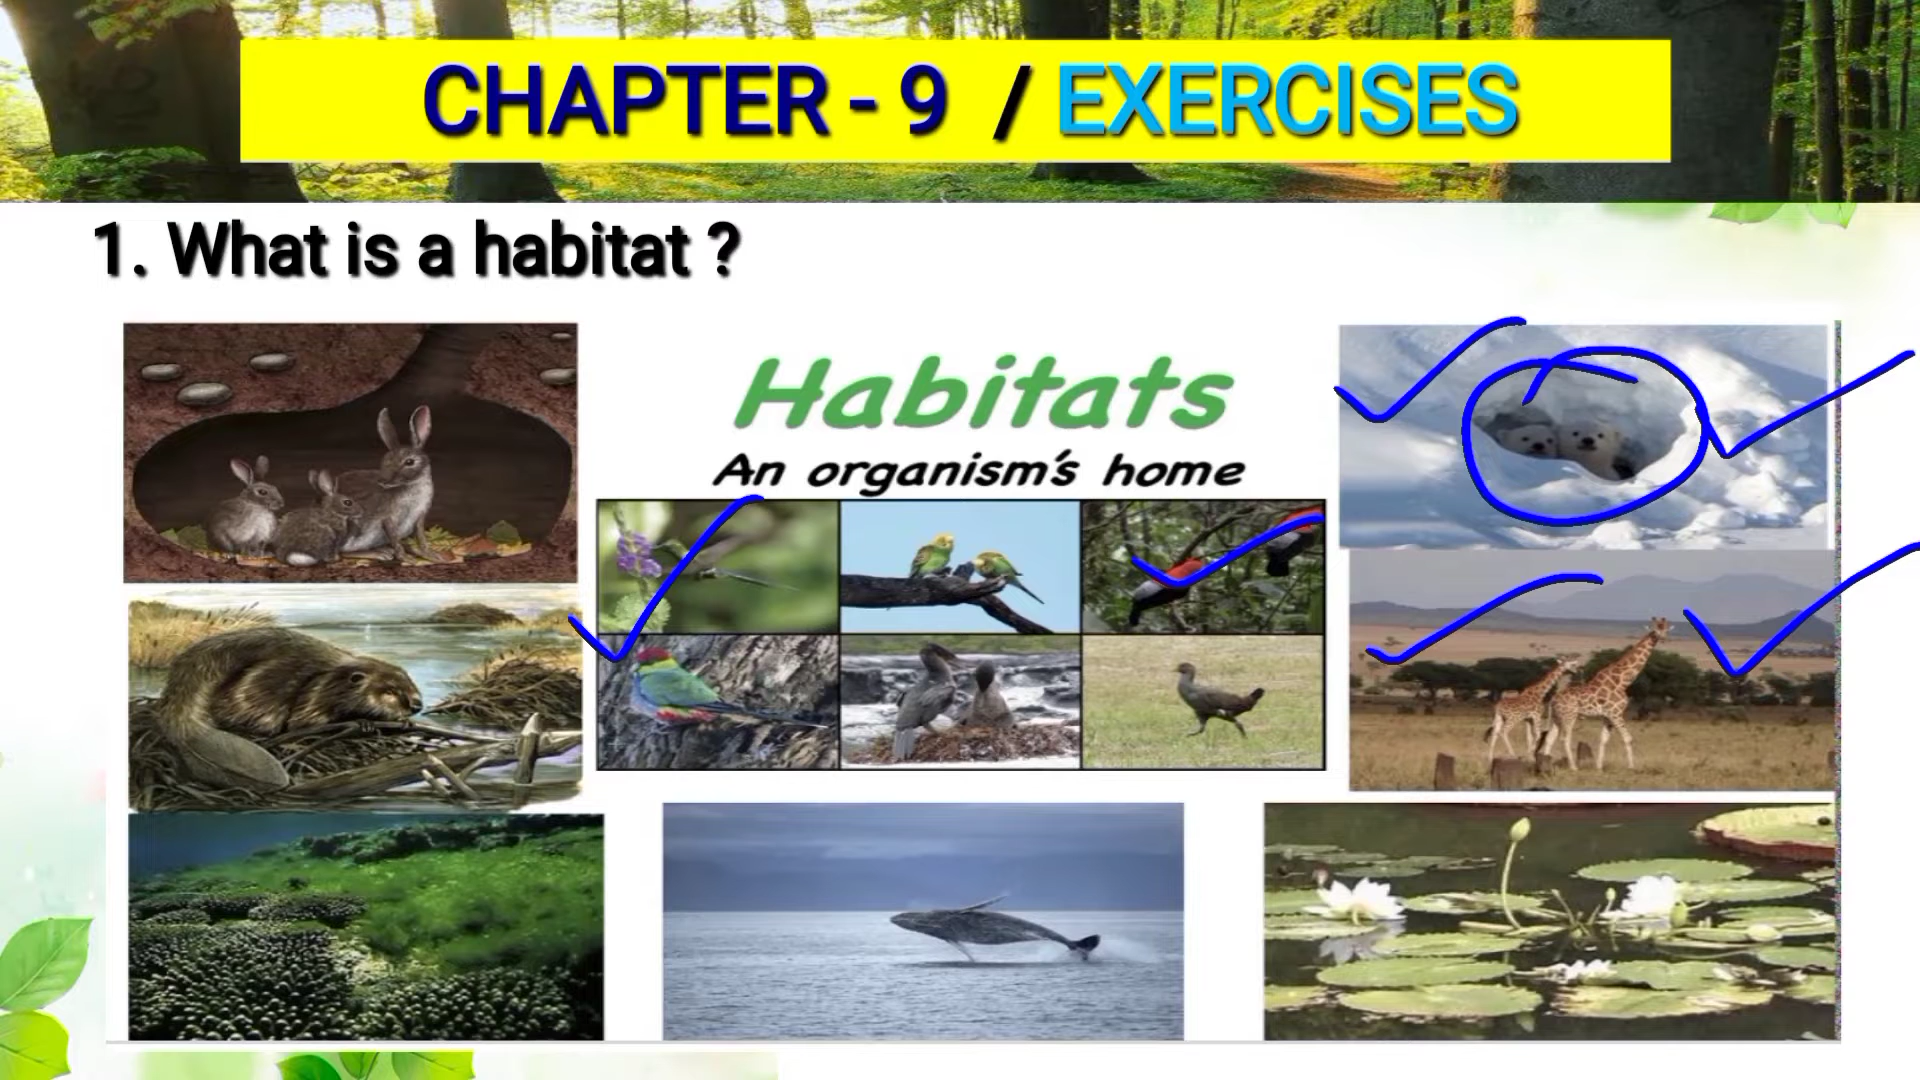 CHAPTER - 9 / EXERCISES
1. What is a habitat ?
Habitats
An organism's home